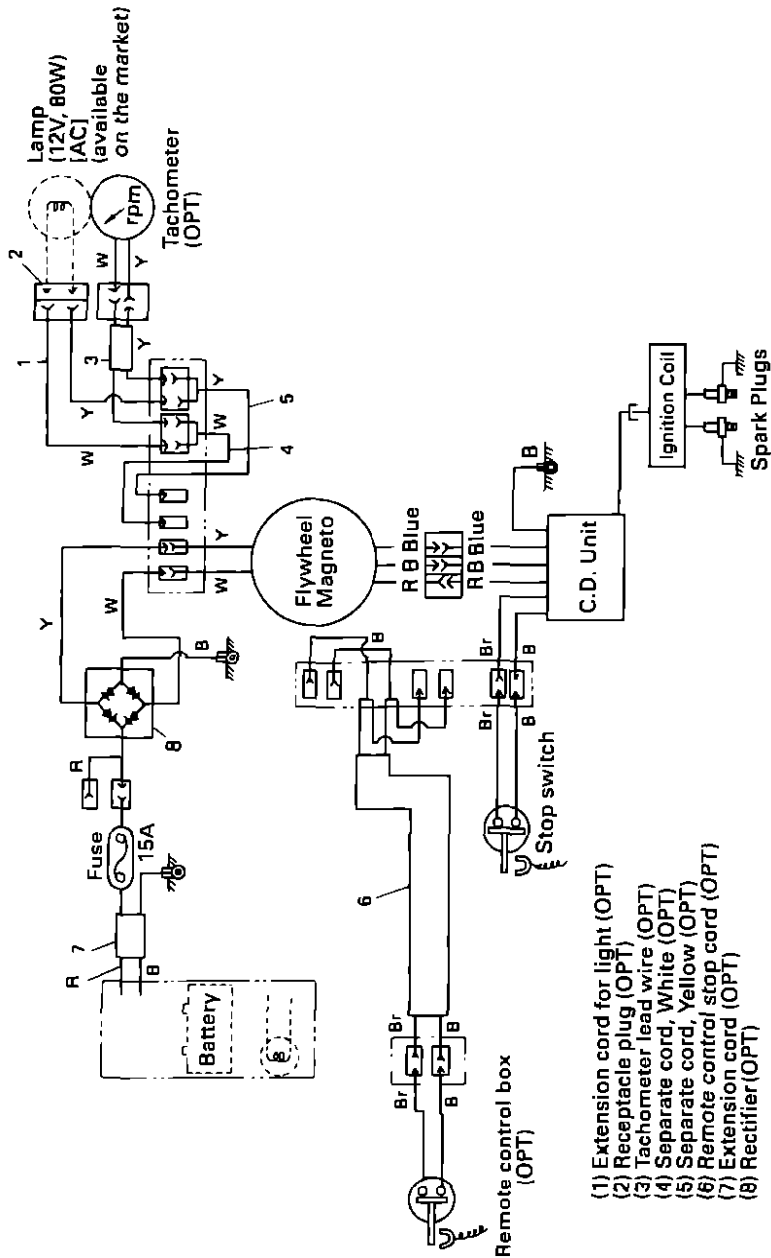 Lamp
(12V, 80W)
[AC]
(available
on the market)
rpm
Tachometer
(OPT)
W
Y
2
1
3
Y
Y
Y
W
W
5
4
Y
W
Y
W
B
8
R
Fuse
15A
7
R
B
Battery
8
Flywheel
Magneto
R B Blue
R B Blue
B
C.D. Unit
Ignition Coil
Spark Plugs
B
Br
B
Br
B
Stop switch
6
Br
B
Br
B
Remote control box
(OPT)
(1) Extension cord for light (OPT)
(2) Receptacle plug (OPT)
(3) Tachometer lead wire (OPT)
(4) Separate cord, White (OPT)
(5) Separate cord, Yellow (OPT)
(6) Remote control stop cord (OPT)
(7) Extension cord (OPT)
(8) Rectifier (OPT)